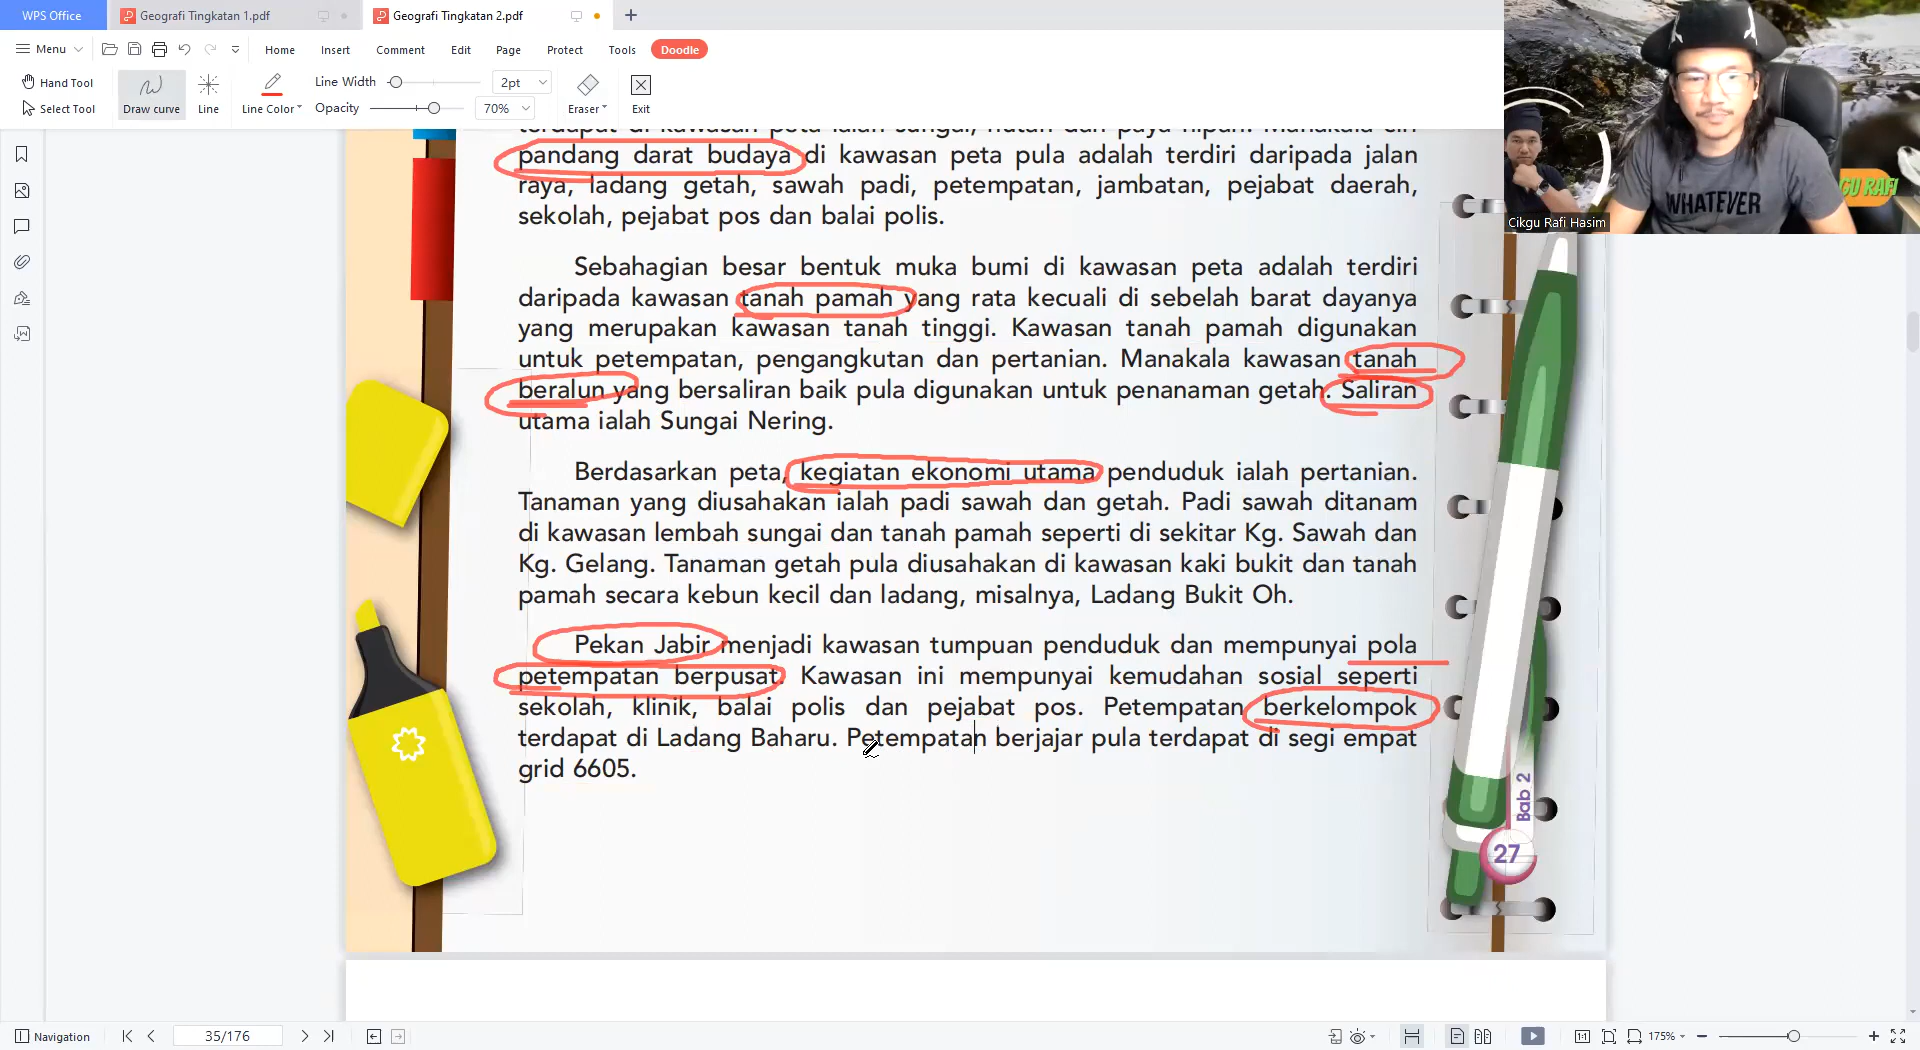 WPS Office
Geografi Tingkatan 1.pdf
Geografi Tingkatan 2.pdf
Menu
Home
Insert
Comment
Edit
Page
Protect
Tools
Doodle
Hand Tool
Select Tool
Draw curve
Line
Line Color
Line Width
2pt
Opacity
70%
Eraser
Exit
WHATEVER
GU RAFI
Cikgu Rafi Hasim
pandang darat budaya di kawasan peta pula adalah terdiri daripada jalan
raya, ladang getah, sawah padi, petempatan, jambatan, pejabat daerah,
sekolah, pejabat pos dan balai polis.
Sebahagian besar bentuk muka bumi di kawasan peta adalah terdiri
daripada kawasan tanah pamah yang rata kecuali di sebelah barat dayanya
yang merupakan kawasan tanah tinggi. Kawasan tanah pamah digunakan
untuk petempatan, pengangkutan dan pertanian. Manakala kawasan tanah
beralun yang bersaliran baik pula digunakan untuk penanaman getah. Saliran
utama ialah Sungai Nering.
Berdasarkan peta, kegiatan ekonomi utama penduduk ialah pertanian.
Tanaman yang diusahakan ialah padi sawah dan getah. Padi sawah ditanam
di kawasan lembah sungai dan tanah pamah seperti di sekitar Kg. Sawah dan
Kg. Gelang. Tanaman getah pula diusahakan di kawasan kaki bukit dan tanah
pamah secara kebun kecil dan ladang, misalnya, Ladang Bukit Oh.
Pekan Jabir menjadi kawasan tumpuan penduduk dan mempunyai pola
petempatan berpusat. Kawasan ini mempunyai kemudahan sosial seperti
sekolah, klinik, balai polis dan pejabat pos. Petempatan berkelompok
terdapat di Ladang Baharu. Petempatan berjajar pula terdapat di segi empat
grid 6605.
Bab 2
27
Navigation
35/176
175%